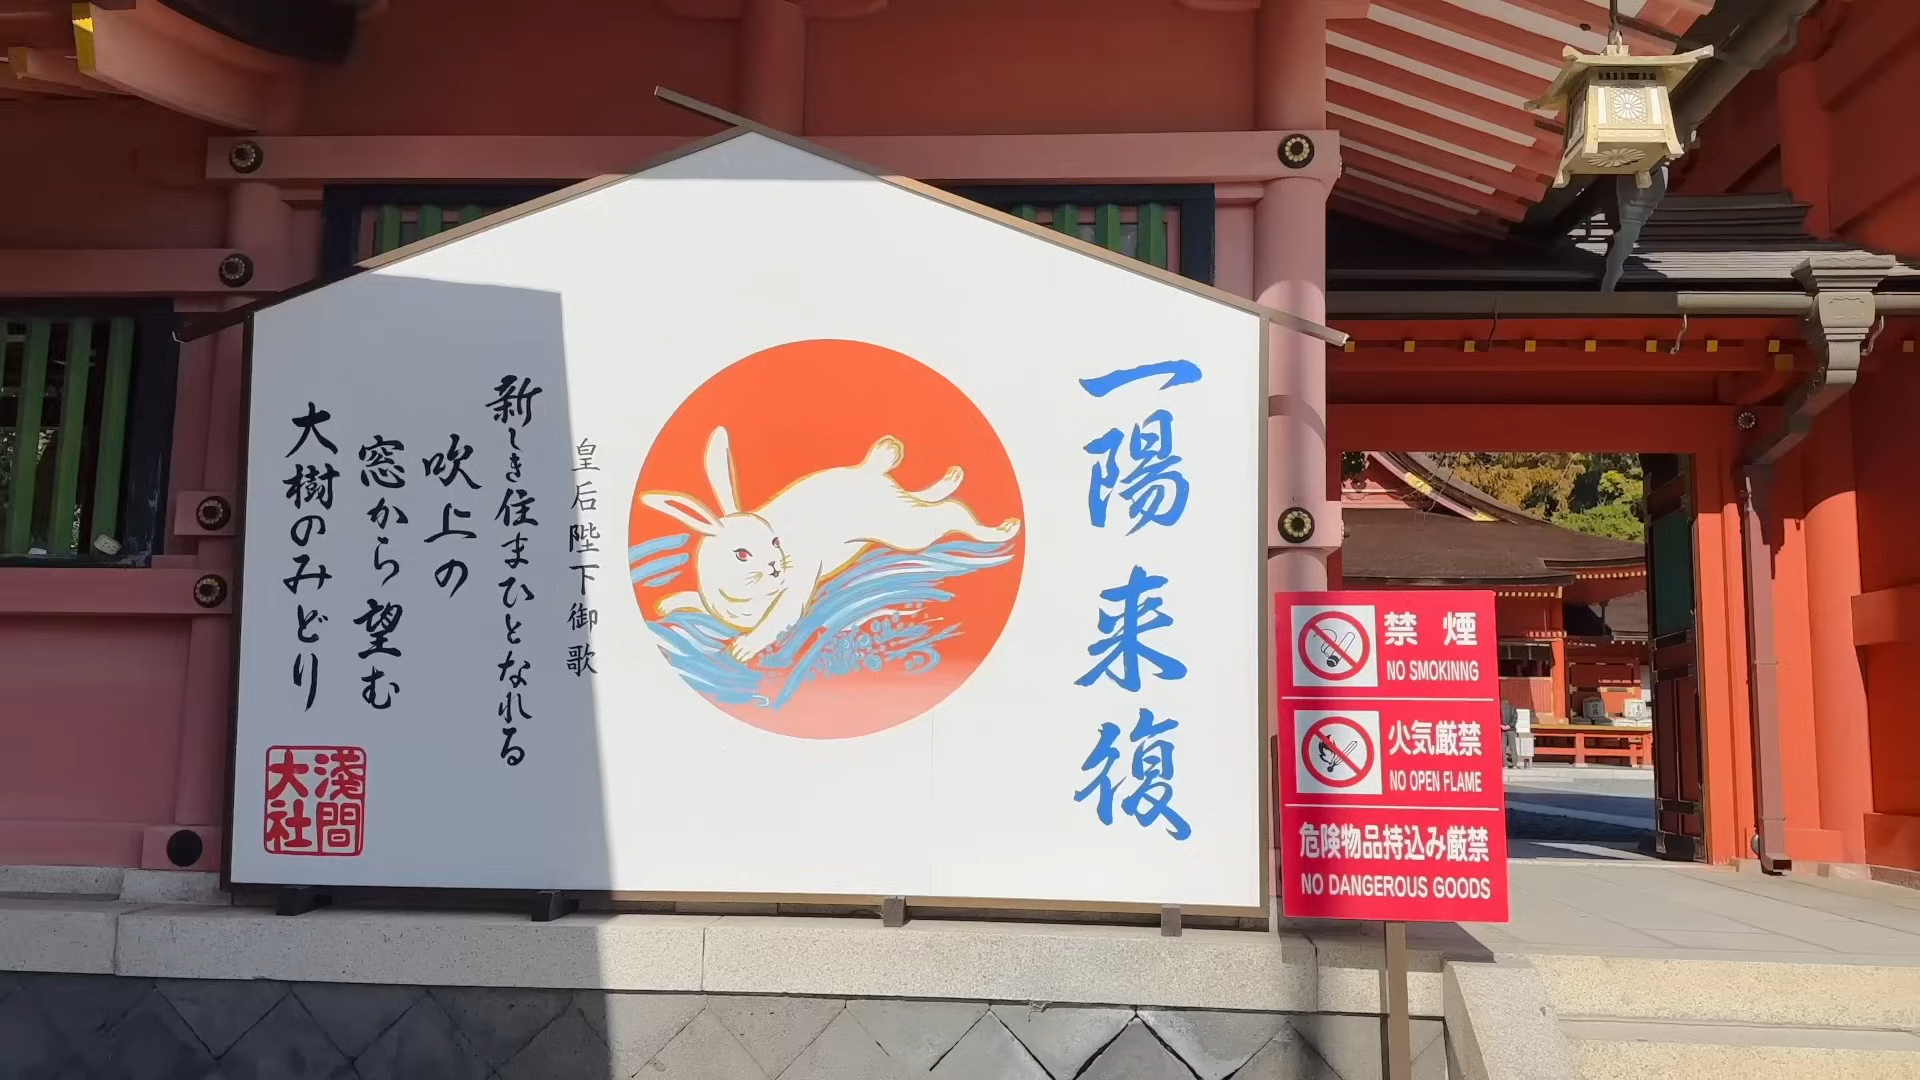 一陽来復
皇后陛下御歌
新しき住まひとなれる
吹上の
窓から望む
大樹のみどり
淺間
大社
禁煙
NO SMOKINNG
火気厳禁
NO OPEN FLAME
危険物品持込み厳禁
NO DANGEROUS GOODS